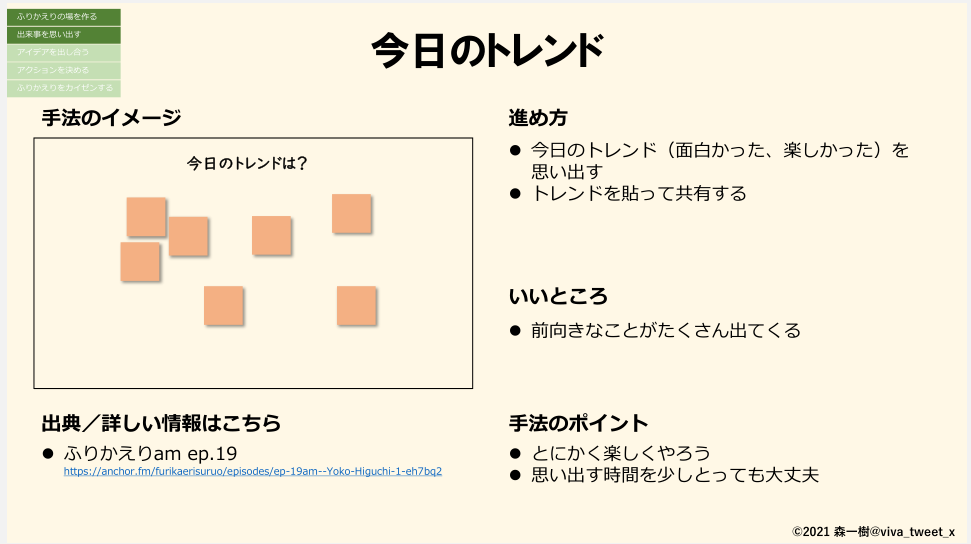 ふりかえりの場を作る
出来事を思い出す
アイデアを出し合う
アクションを決める
ふりかえりをカイゼンする
今日のトレンド
手法のイメージ
今日のトレンドは?
出典／詳しい情報はこちら
● ふりかえりam ep.19
https://anchor.fm/furikaerisuruo/episodes/ep-19am--Yoko-Higuchi-1-eh7bq2
進め方
● 今日のトレンド（面白かった、楽しかった）を
思い出す
● トレンドを貼って共有する
いいところ
● 前向きなことがたくさん出てくる
手法のポイント
● とにかく楽しくやろう
● 思い出す時間を少しとっても大丈夫
©2021 森一樹@viva_tweet_x